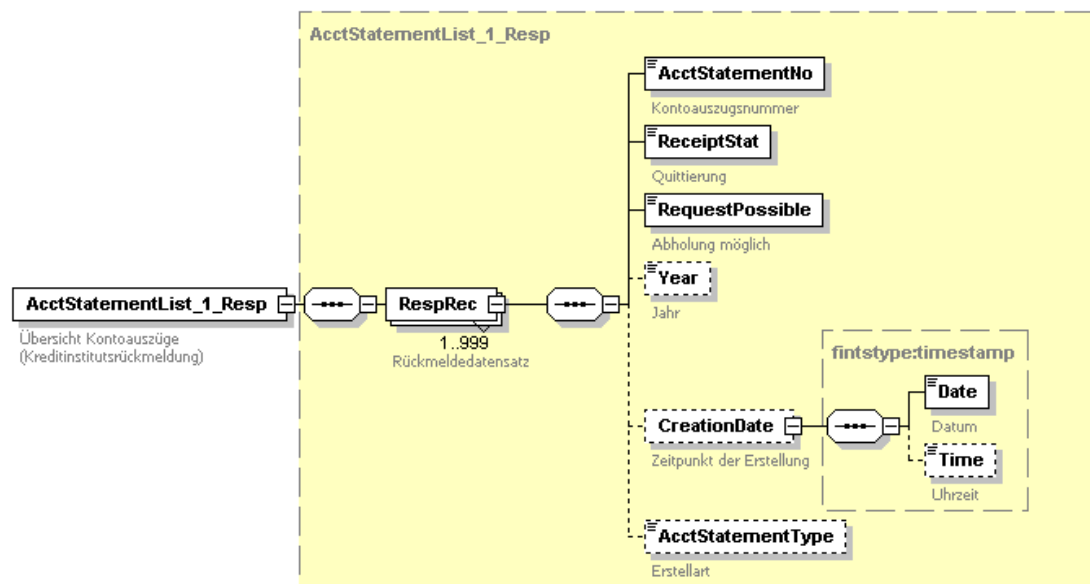 AcctStatementList_1_Resp
AcctStatementNo
Kontoauszugsnummer
ReceiptStat
Quittierung
RequestPossible
Abholung möglich
Year
Jahr
AcctStatementList_1_Resp
Übersicht Kontoauszüge
(Kreditinstitutsrückmeldung)
RespRec
1..999
Rückmeldedatensatz
fintstype:timestamp
Date
Datum
Time
Uhrzeit
CreationDate
Zeitpunkt der Erstellung
AcctStatementType
Erstellart